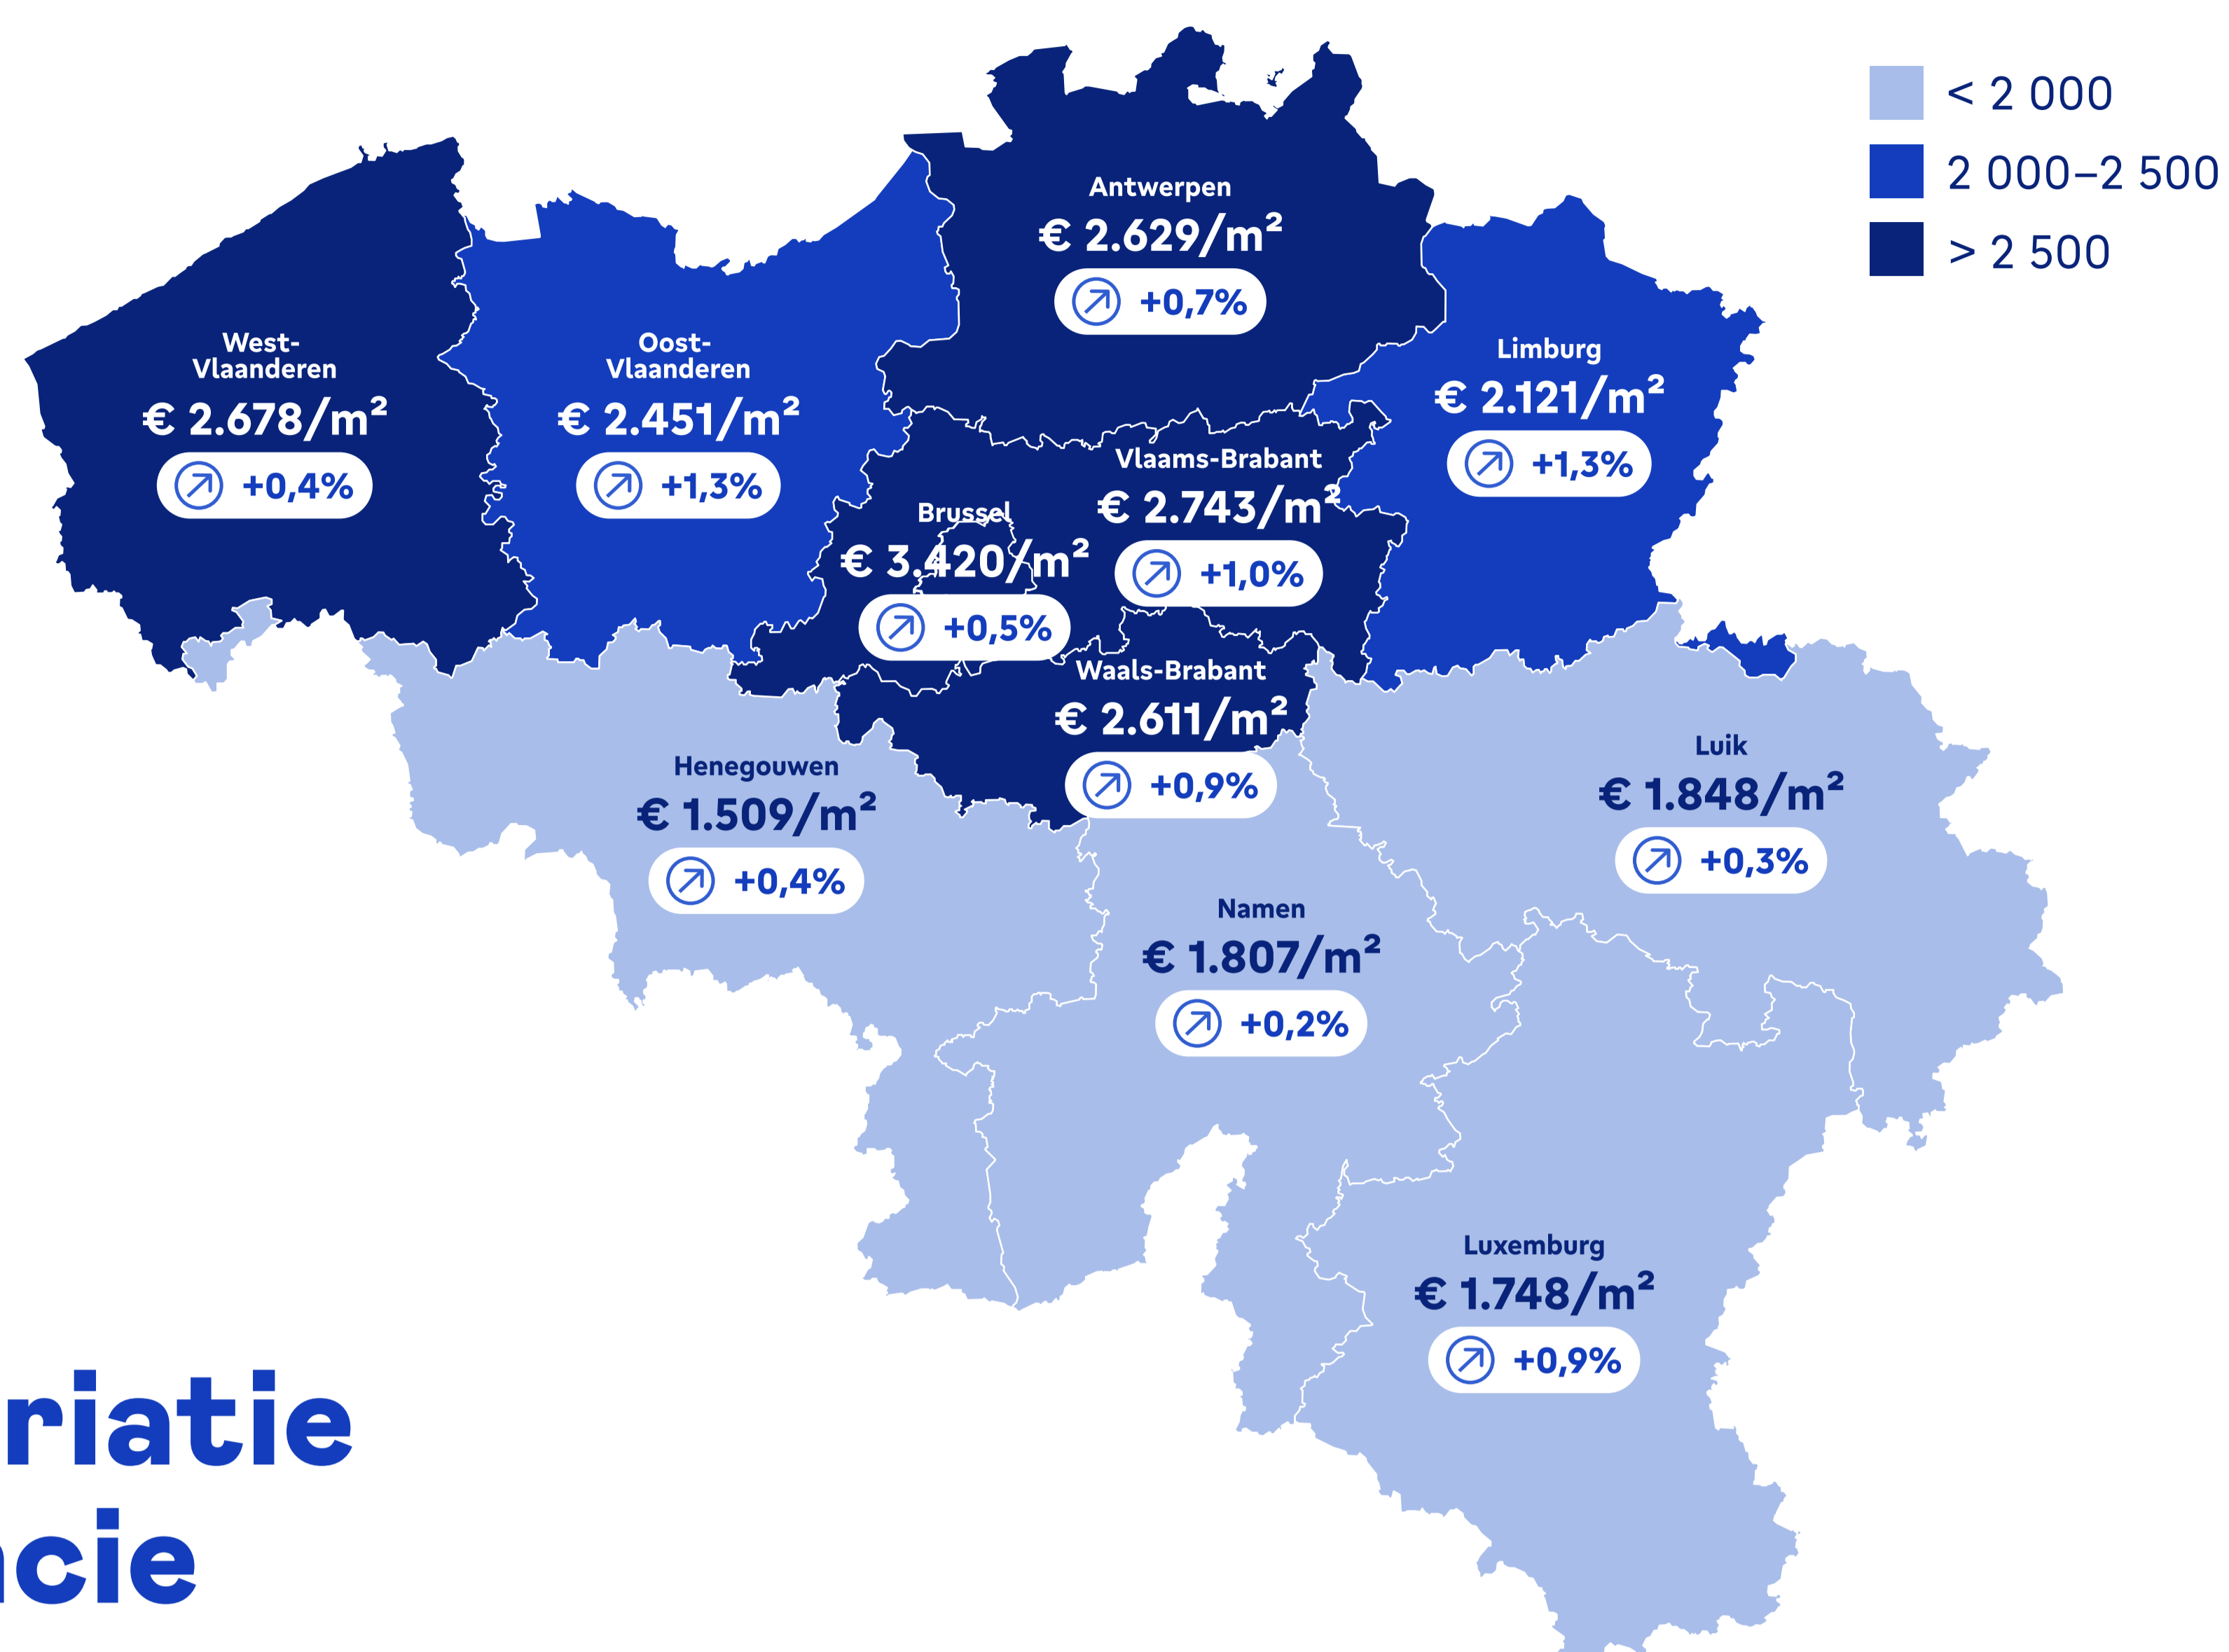 < 2 000
2 000–2 500
> 2 500
Antwerpen
€ 2.629/m²
+0,7%
West-
Vlaanderen
€ 2.678/m²
+0,4%
Oost-
Vlaanderen
€ 2.451/m²
+1,3%
Limburg
€ 2.121/m²
+1,3%
Vlaams-Brabant
€ 2.743/m²
+1,0%
Brussel
€ 3.420/m²
+0,5%
Waals-Brabant
€ 2.611/m²
+0,9%
Henegouwen
€ 1.509/m²
+0,4%
Luik
€ 1.848/m²
+0,3%
Namen
€ 1.807/m²
+0,2%
Luxemburg
€ 1.748/m²
+0,9%
riatie
cie